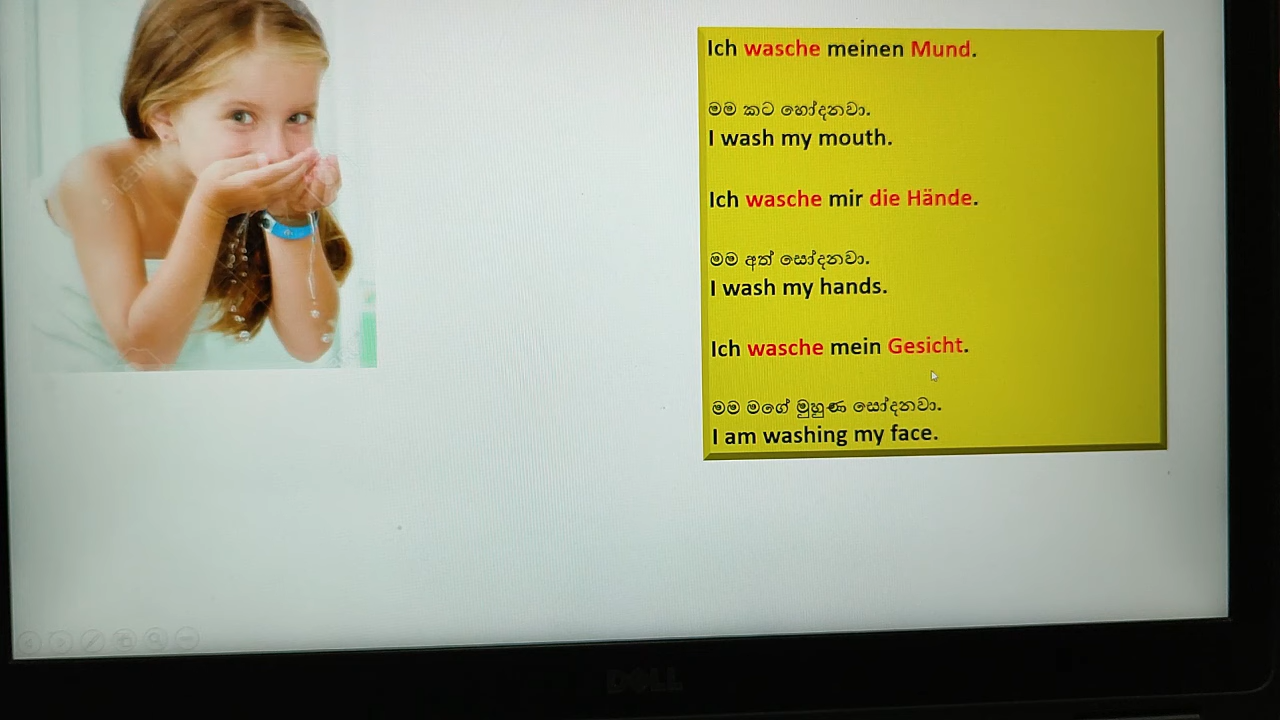 Ich wasche meinen Mund.
මම කට හෝදනවා.
I wash my mouth.
Ich wasche mir die Hände.
මම අත් සෝදනවා.
I wash my hands.
Ich wasche mein Gesicht.
මම මගේ මුහුණ සෝදනවා.
I am washing my face.
DELL